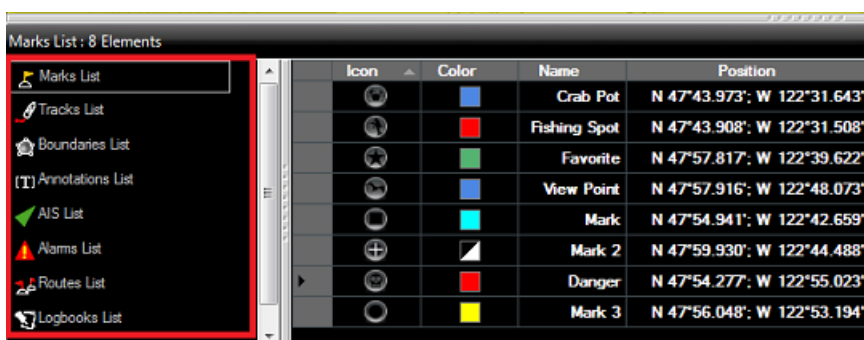 Marks List : 8 Elements
Marks List
Tracks List
Boundaries List
[T] Annotations List
AIS List
Alarms List
Routes List
Logbooks List
Icon Color Name Position
Crab Pot N 47°43.973'; W 122°31.643'
Fishing Spot N 47°43.908'; W 122°31.508'
Favorite N 47°57.817'; W 122°39.622'
View Point N 47°57.916'; W 122°48.073'
Mark N 47°54.941'; W 122°42.659'
Mark 2 N 47°59.930'; W 122°44.488'
Danger N 47°54.277'; W 122°55.023'
Mark 3 N 47°56.048'; W 122°53.194'